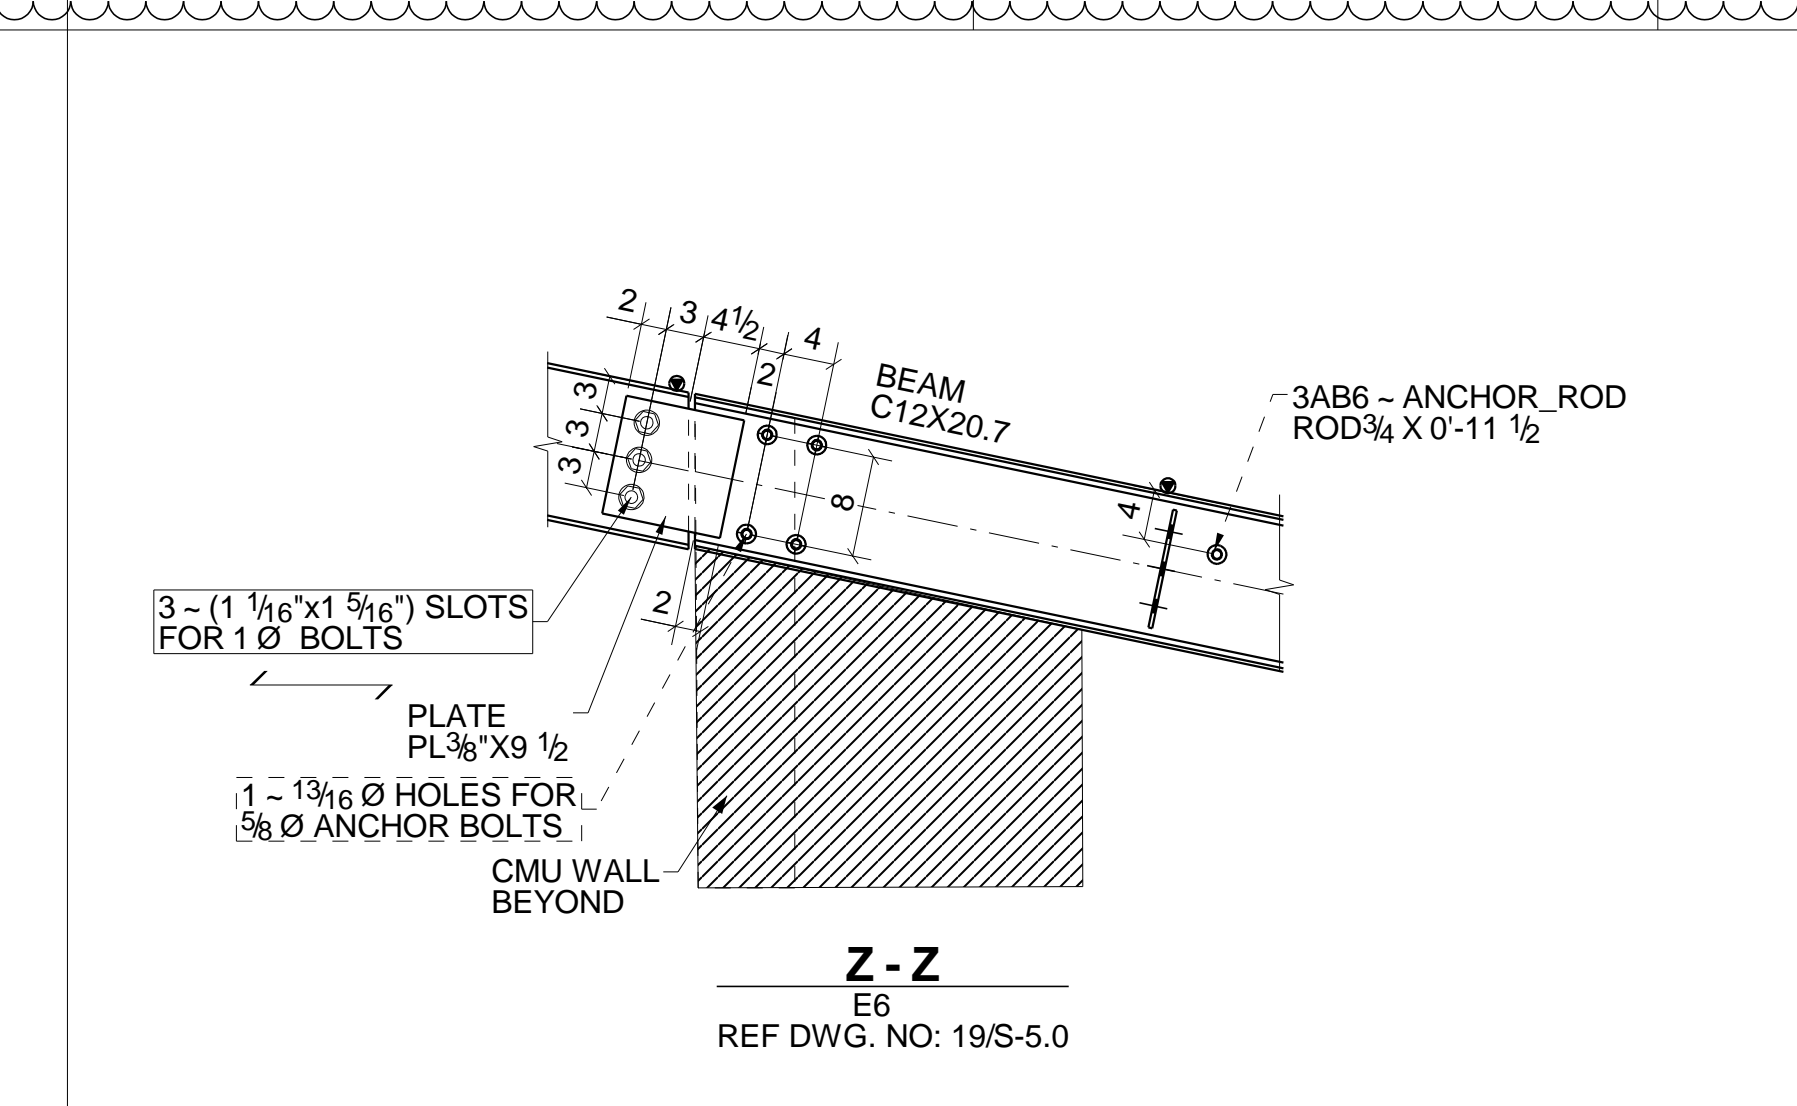 2
3
4 1/2
2
4
BEAM
C12X20.7
3
3
3
8
4
2
3AB6 ~ ANCHOR_ROD
ROD3/4 X 0'-11 1/2
3 ~ (1 1/16"x1 5/16") SLOTS
FOR 1 Ø BOLTS
PLATE
PL3/8"X9 1/2
1 ~ 13/16 Ø HOLES FOR
5/8 Ø ANCHOR BOLTS
CMU WALL
BEYOND
Z - Z
E6
REF DWG. NO: 19/S-5.0